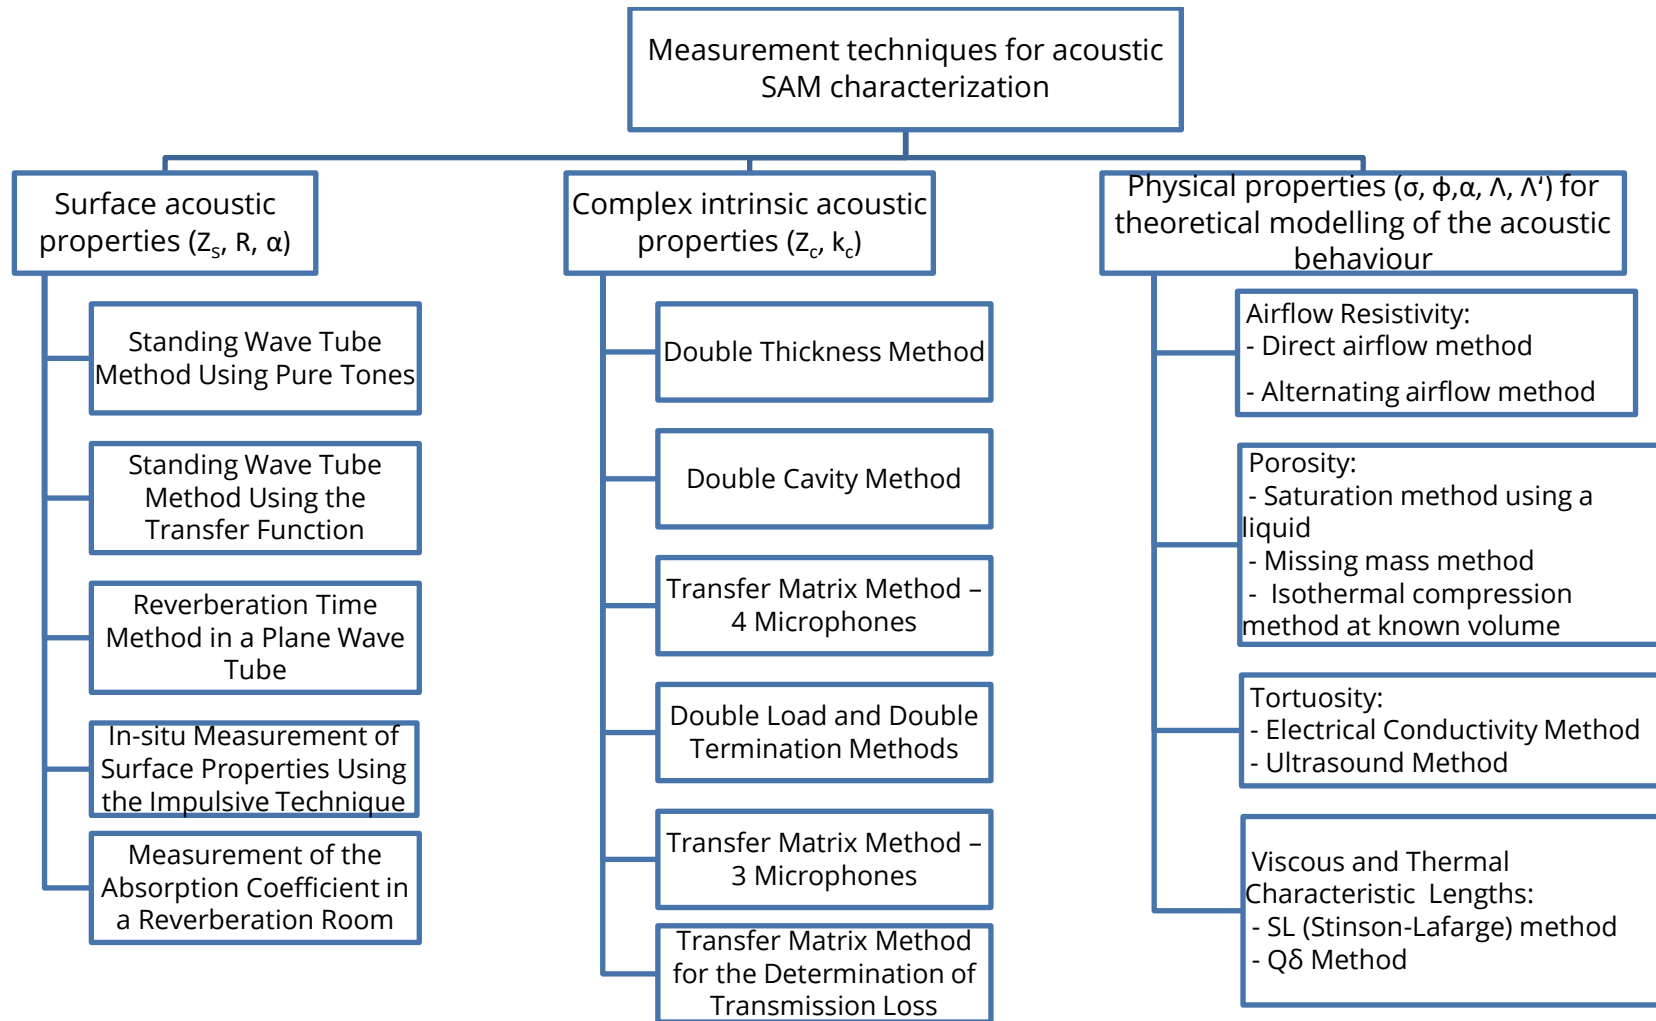 Measurement techniques for acoustic
SAM characterization
Surface acoustic
properties (Zs, R, α)
Standing Wave Tube
Method Using Pure Tones
Standing Wave Tube
Method Using the
Transfer Function
Reverberation Time
Method in a Plane Wave
Tube
In-situ Measurement of
Surface Properties Using
the Impulsive Technique
Measurement of the
Absorption Coefficient in
a Reverberation Room
Complex intrinsic acoustic
properties (Zc, kc)
Double Thickness Method
Double Cavity Method
Transfer Matrix Method –
4 Microphones
Double Load and Double
Termination Methods
Transfer Matrix Method –
3 Microphones
Transfer Matrix Method
for the Determination of
Transmission Loss
Physical properties (σ, ϕ,α, Λ, Λ') for
theoretical modelling of the acoustic
behaviour
Airflow Resistivity:
- Direct airflow method
- Alternating airflow method
Porosity:
- Saturation method using a
liquid
- Missing mass method
- Isothermal compression
method at known volume
Tortuosity:
- Electrical Conductivity Method
- Ultrasound Method
Viscous and Thermal
Characteristic Lengths:
- SL (Stinson-Lafarge) method
- Qδ Method